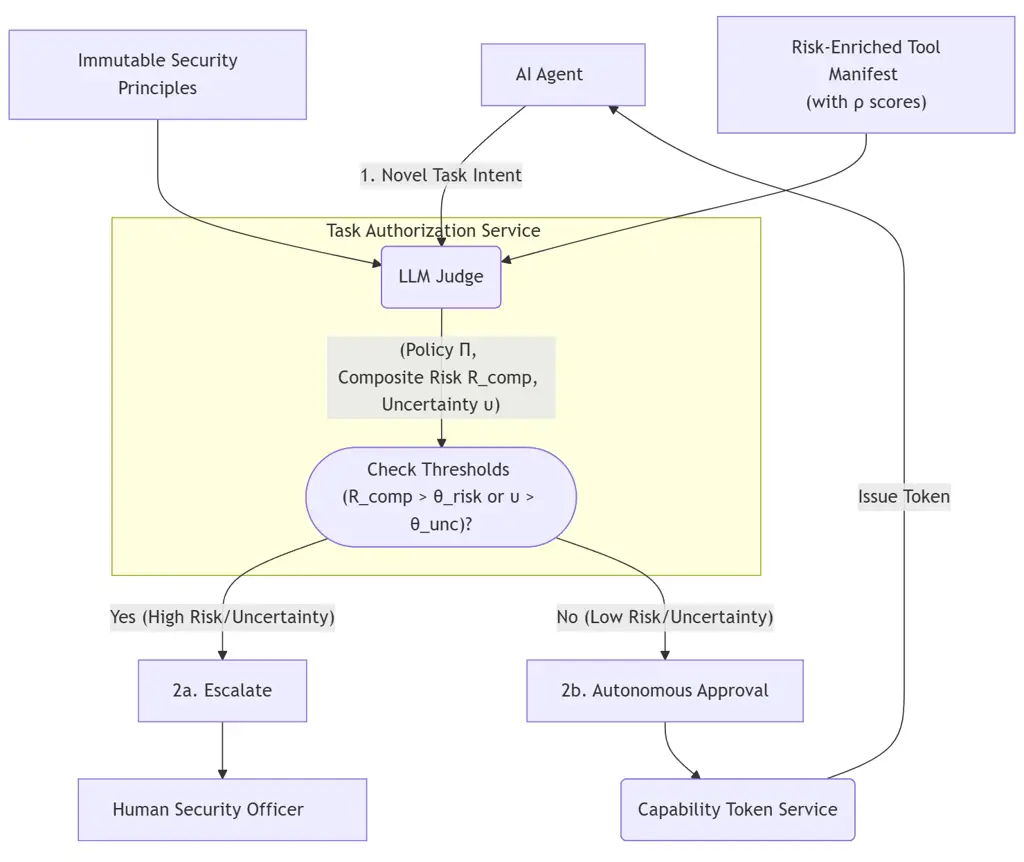 Immutable Security
Principles
AI Agent
Risk-Enriched Tool
Manifest
(with ρ scores)
1. Novel Task Intent
Task Authorization Service
LLM Judge
(Policy Π,
Composite Risk R_comp,
Uncertainty υ)
Check Thresholds
(R_comp > θ_risk or υ >
θ_unc)?
Issue Token
Yes (High Risk/Uncertainty)
No (Low Risk/Uncertainty)
2a. Escalate
2b. Autonomous Approval
Human Security Officer
Capability Token Service